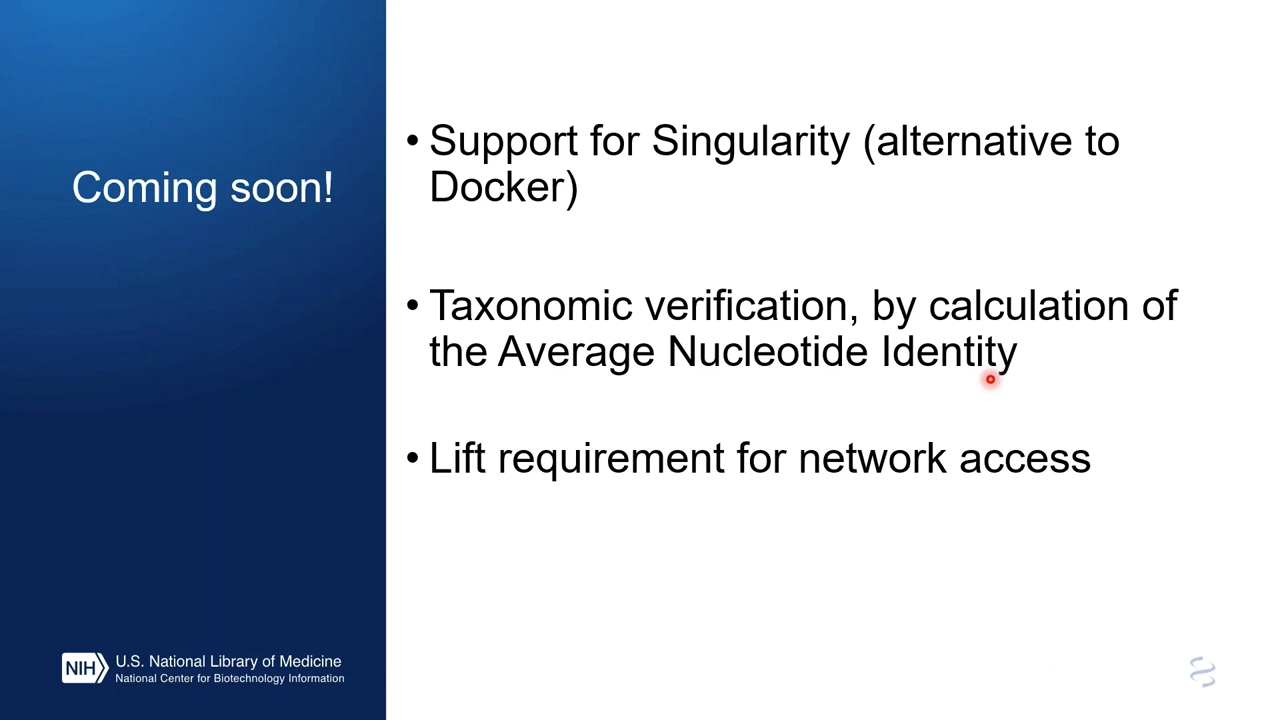 Coming soon!
• Support for Singularity (alternative to
Docker)
• Taxonomic verification, by calculation of
the Average Nucleotide Identity
• Lift requirement for network access
NIH
U.S. National Library of Medicine
National Center for Biotechnology Information